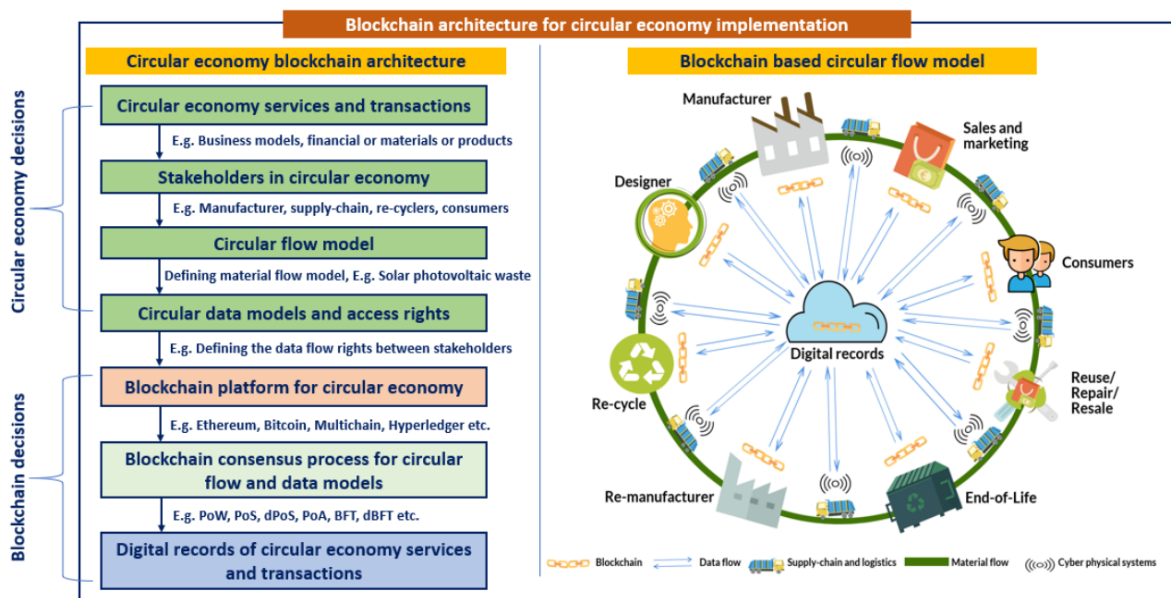 Blockchain architecture for circular economy implementation
Circular economy blockchain architecture
Circular economy decisions
Circular economy services and transactions
E.g. Business models, financial or materials or products
Stakeholders in circular economy
E.g. Manufacturer, supply-chain, re-cyclers, consumers
Circular flow model
Defining material flow model, E.g. Solar photovoltaic waste
Circular data models and access rights
E.g. Defining the data flow rights between stakeholders
Blockchain decisions
Blockchain platform for circular economy
E.g. Ethereum, Bitcoin, Multichain, Hyperledger etc.
Blockchain consensus process for circular
flow and data models
E.g. PoW, PoS, dPoS, PoA, BFT, dBFT etc.
Digital records of circular economy services
and transactions
Blockchain based circular flow model
Manufacturer
Sales and
marketing
Designer
Consumers
Digital records
Re-cycle
Reuse/
Repair/
Resale
Re-manufacturer
End-of-Life
Blockchain
Data flow
Supply-chain and logistics
Material flow
Cyber physical systems